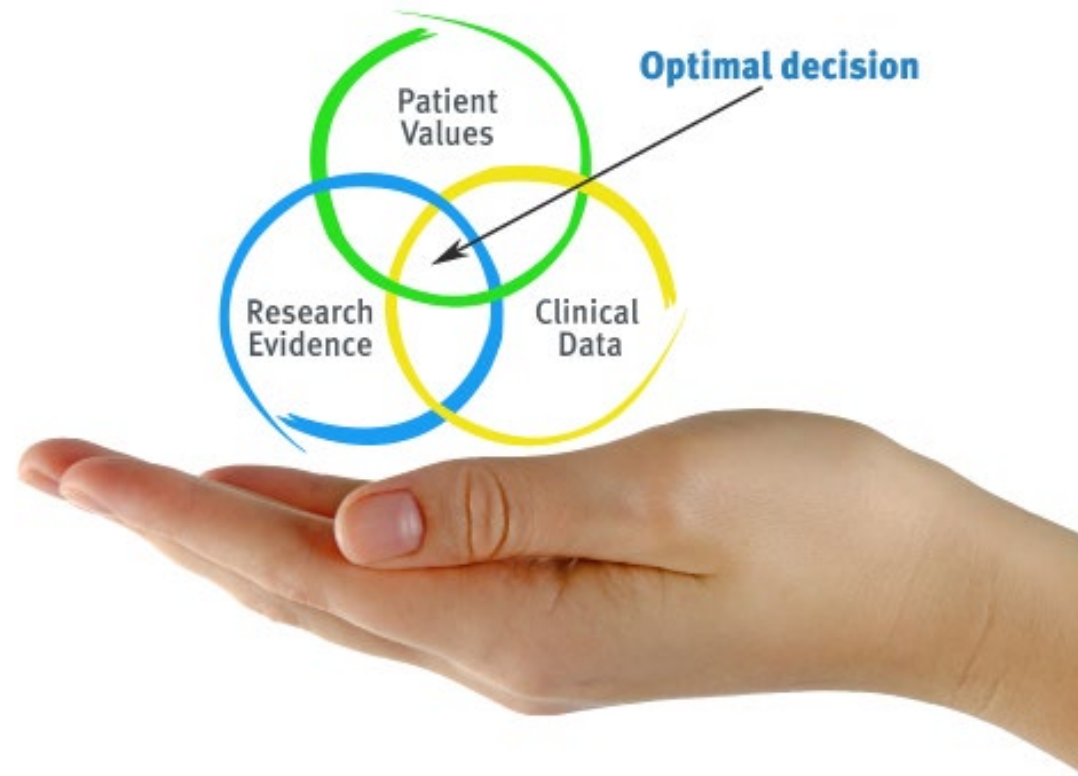 Optimal decision
Patient
Values
Research
Evidence
Clinical
Data